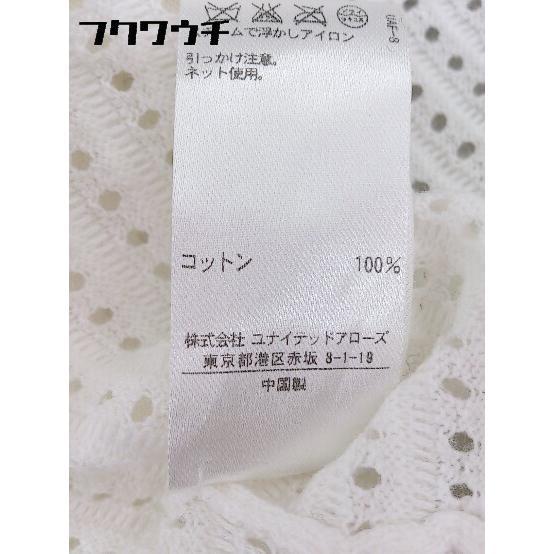 フクワウチ
ームで浮かしアイロン
引っかけ注意。
ネット使用。
コットン 100%
株式会社 ユナイテッドアローズ
東京都港区赤坂 8-1-19
中国製